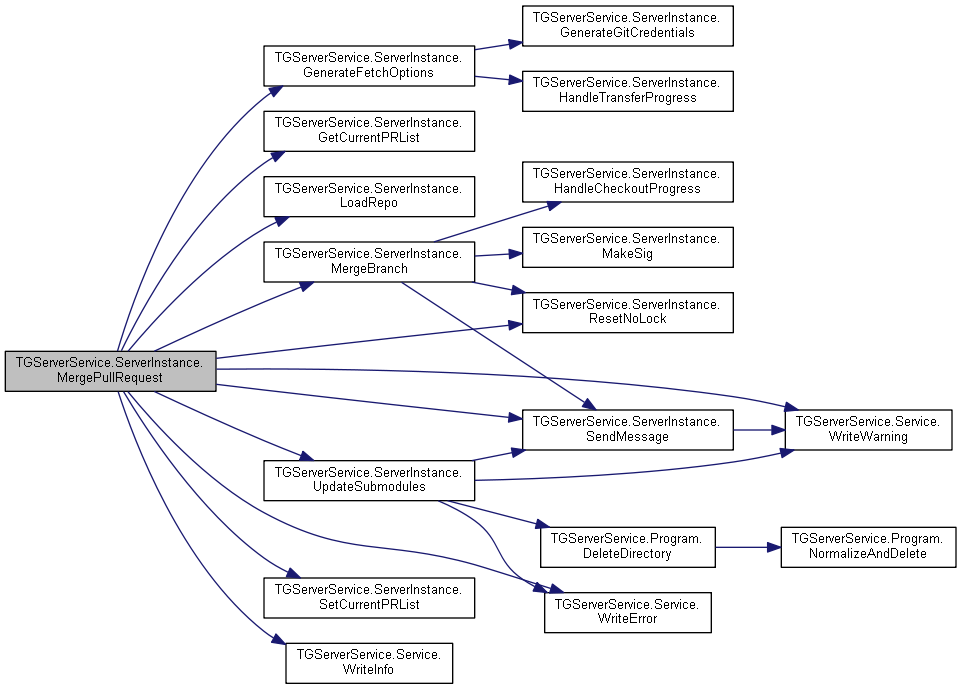 TGServerService.ServerInstance.
GenerateGitCredentials
TGServerService.ServerInstance.
GenerateFetchOptions
TGServerService.ServerInstance.
HandleTransferProgress
TGServerService.ServerInstance.
GetCurrentPRList
TGServerService.ServerInstance.
HandleCheckoutProgress
TGServerService.ServerInstance.
LoadRepo
TGServerService.ServerInstance.
MakeSig
TGServerService.ServerInstance.
MergeBranch
TGServerService.ServerInstance.
ResetNoLock
TGServerService.ServerInstance.
MergePullRequest
TGServerService.ServerInstance.
SendMessage
TGServerService.Service.
WriteWarning
TGServerService.ServerInstance.
UpdateSubmodules
TGServerService.Program.
DeleteDirectory
TGServerService.Program.
NormalizeAndDelete
TGServerService.ServerInstance.
SetCurrentPRList
TGServerService.Service.
WriteError
TGServerService.Service.
WriteInfo